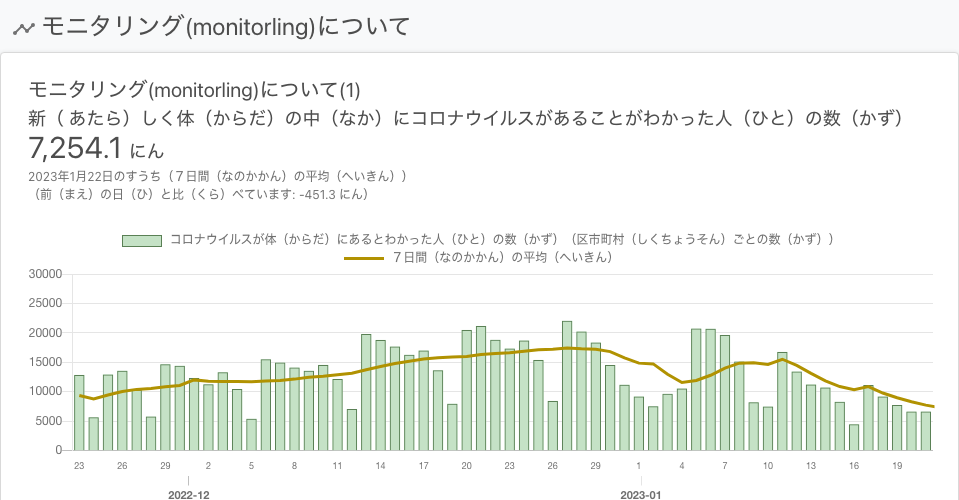 モニタリング(monitorling)について
モニタリング(monitorling)について(1)
新（ あたら）しく体（からだ）の中（なか）にコロナウイルスがあることがわかった人（ひと）の数（かず）
7,254.1 にん
2023年1月22日のすうち（７日間（なのかかん）の平均（へいきん））
（前（まえ）の日（ひ）と比（くら）べています: -451.3 にん）
コロナウイルスが体（からだ）にあるとわかった人（ひと）の数（かず）（区市町村（しくちょうそん）ごとの数（かず））
７日間（なのかかん）の平均（へいきん）
30000
25000
20000
15000
10000
5000
0
23 26 29 2 5 8 11 14 17 20 23 26 29 1 4 7 10 13 16 19
2022-12 2023-01